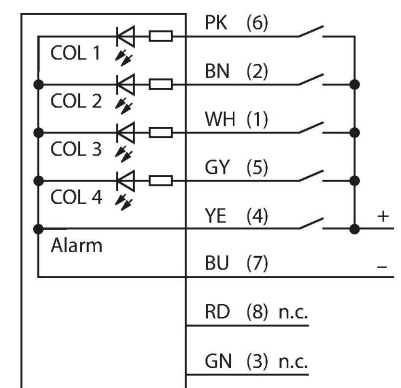 PK (6)
COL 1
BN (2)
COL 2
WH (1)
COL 3
GY (5)
COL 4
YE (4)
+
Alarm
BU (7)
–
RD (8) n.c.
GN (3) n.c.